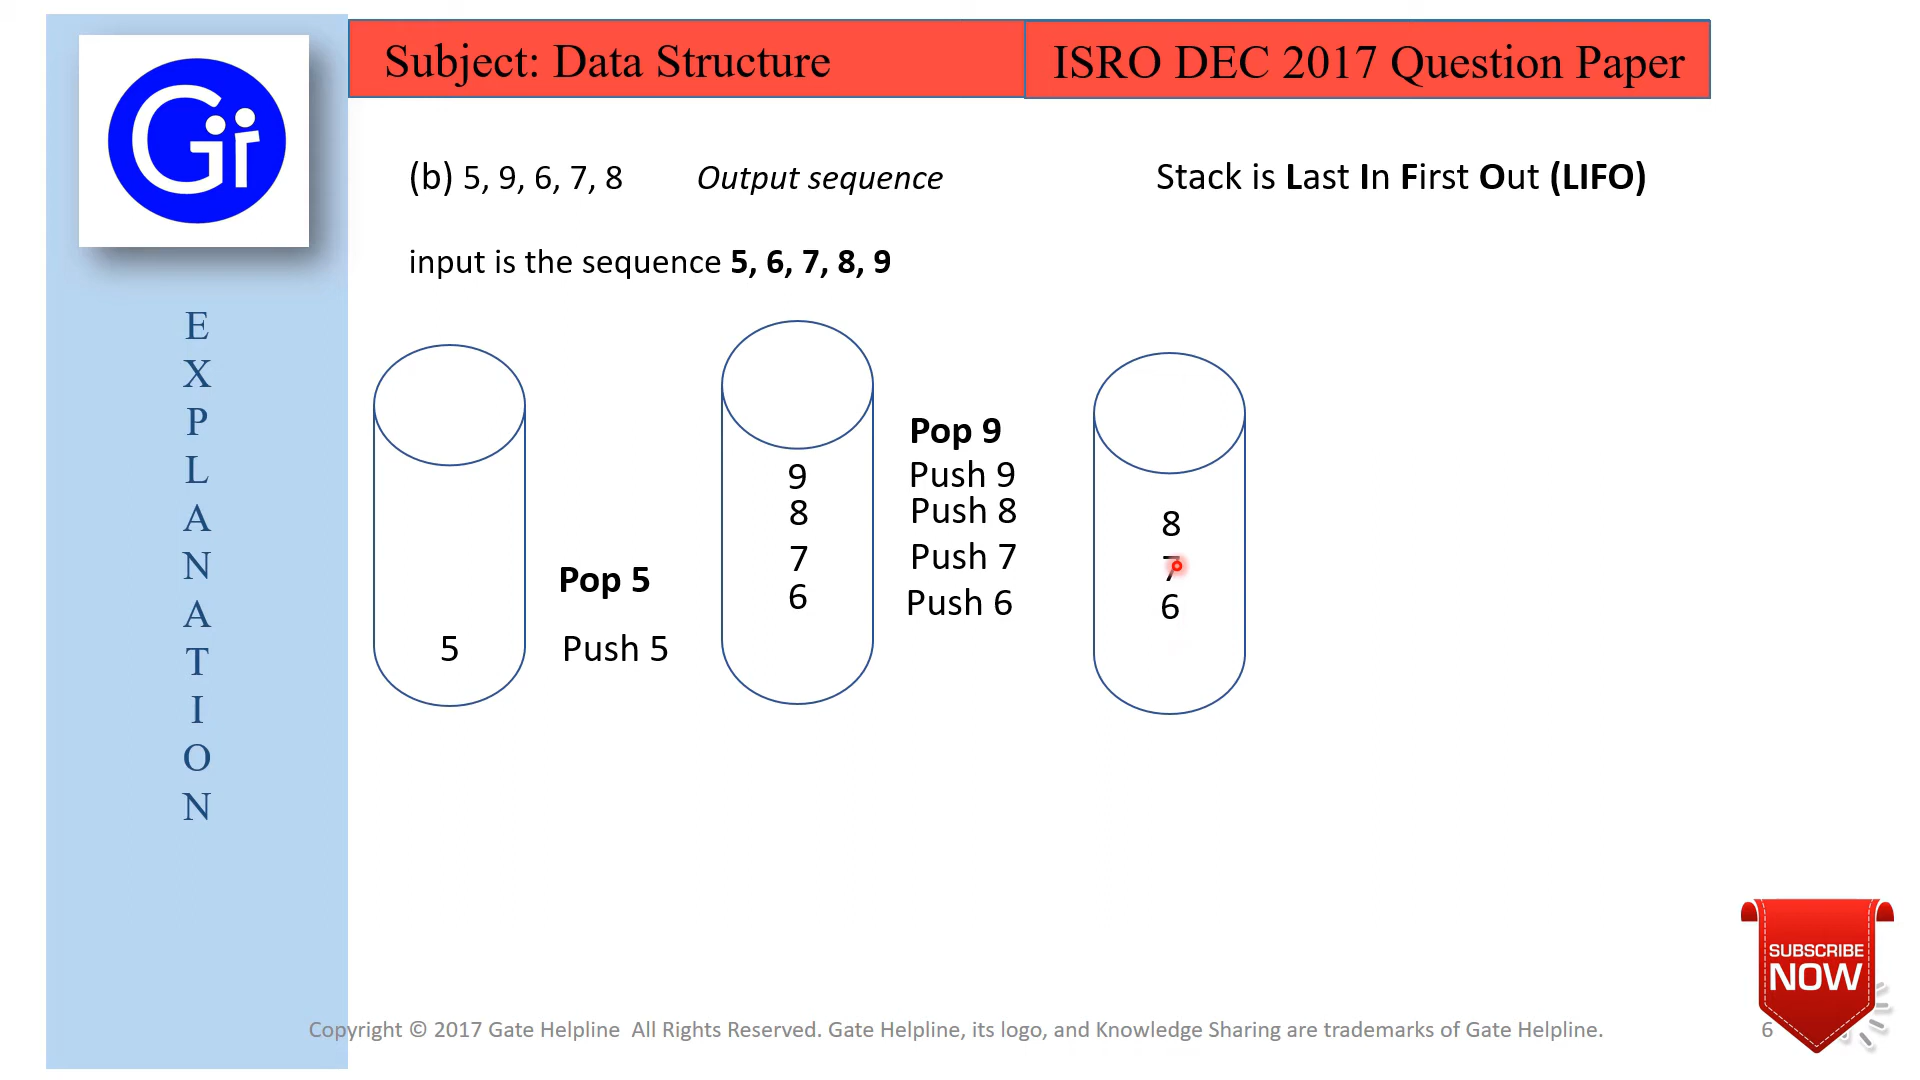 Gi
Subject: Data Structure
ISRO DEC 2017 Question Paper
(b) 5, 9, 6, 7, 8
Output sequence
Stack is Last In First Out (LIFO)
input is the sequence 5, 6, 7, 8, 9
E
X
P
L
A
N
A
T
I
O
N
5
Pop 5
Push 5
9
8
7
6
Pop 9
Push 9
Push 8
Push 7
Push 6
8
7
6
SUBSCRIBE
NOW
Copyright © 2017 Gate Helpline All Rights Reserved. Gate Helpline, its logo, and Knowledge Sharing are trademarks of Gate Helpline.
6